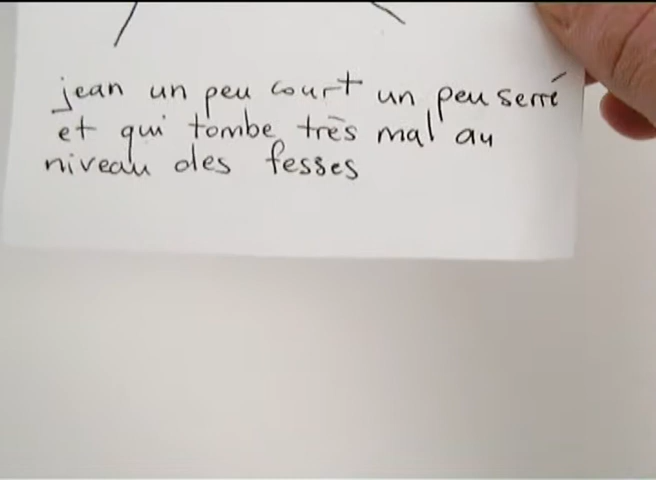 jean un peu court un peu serré
et qui tombe très mal au
niveau des fesses